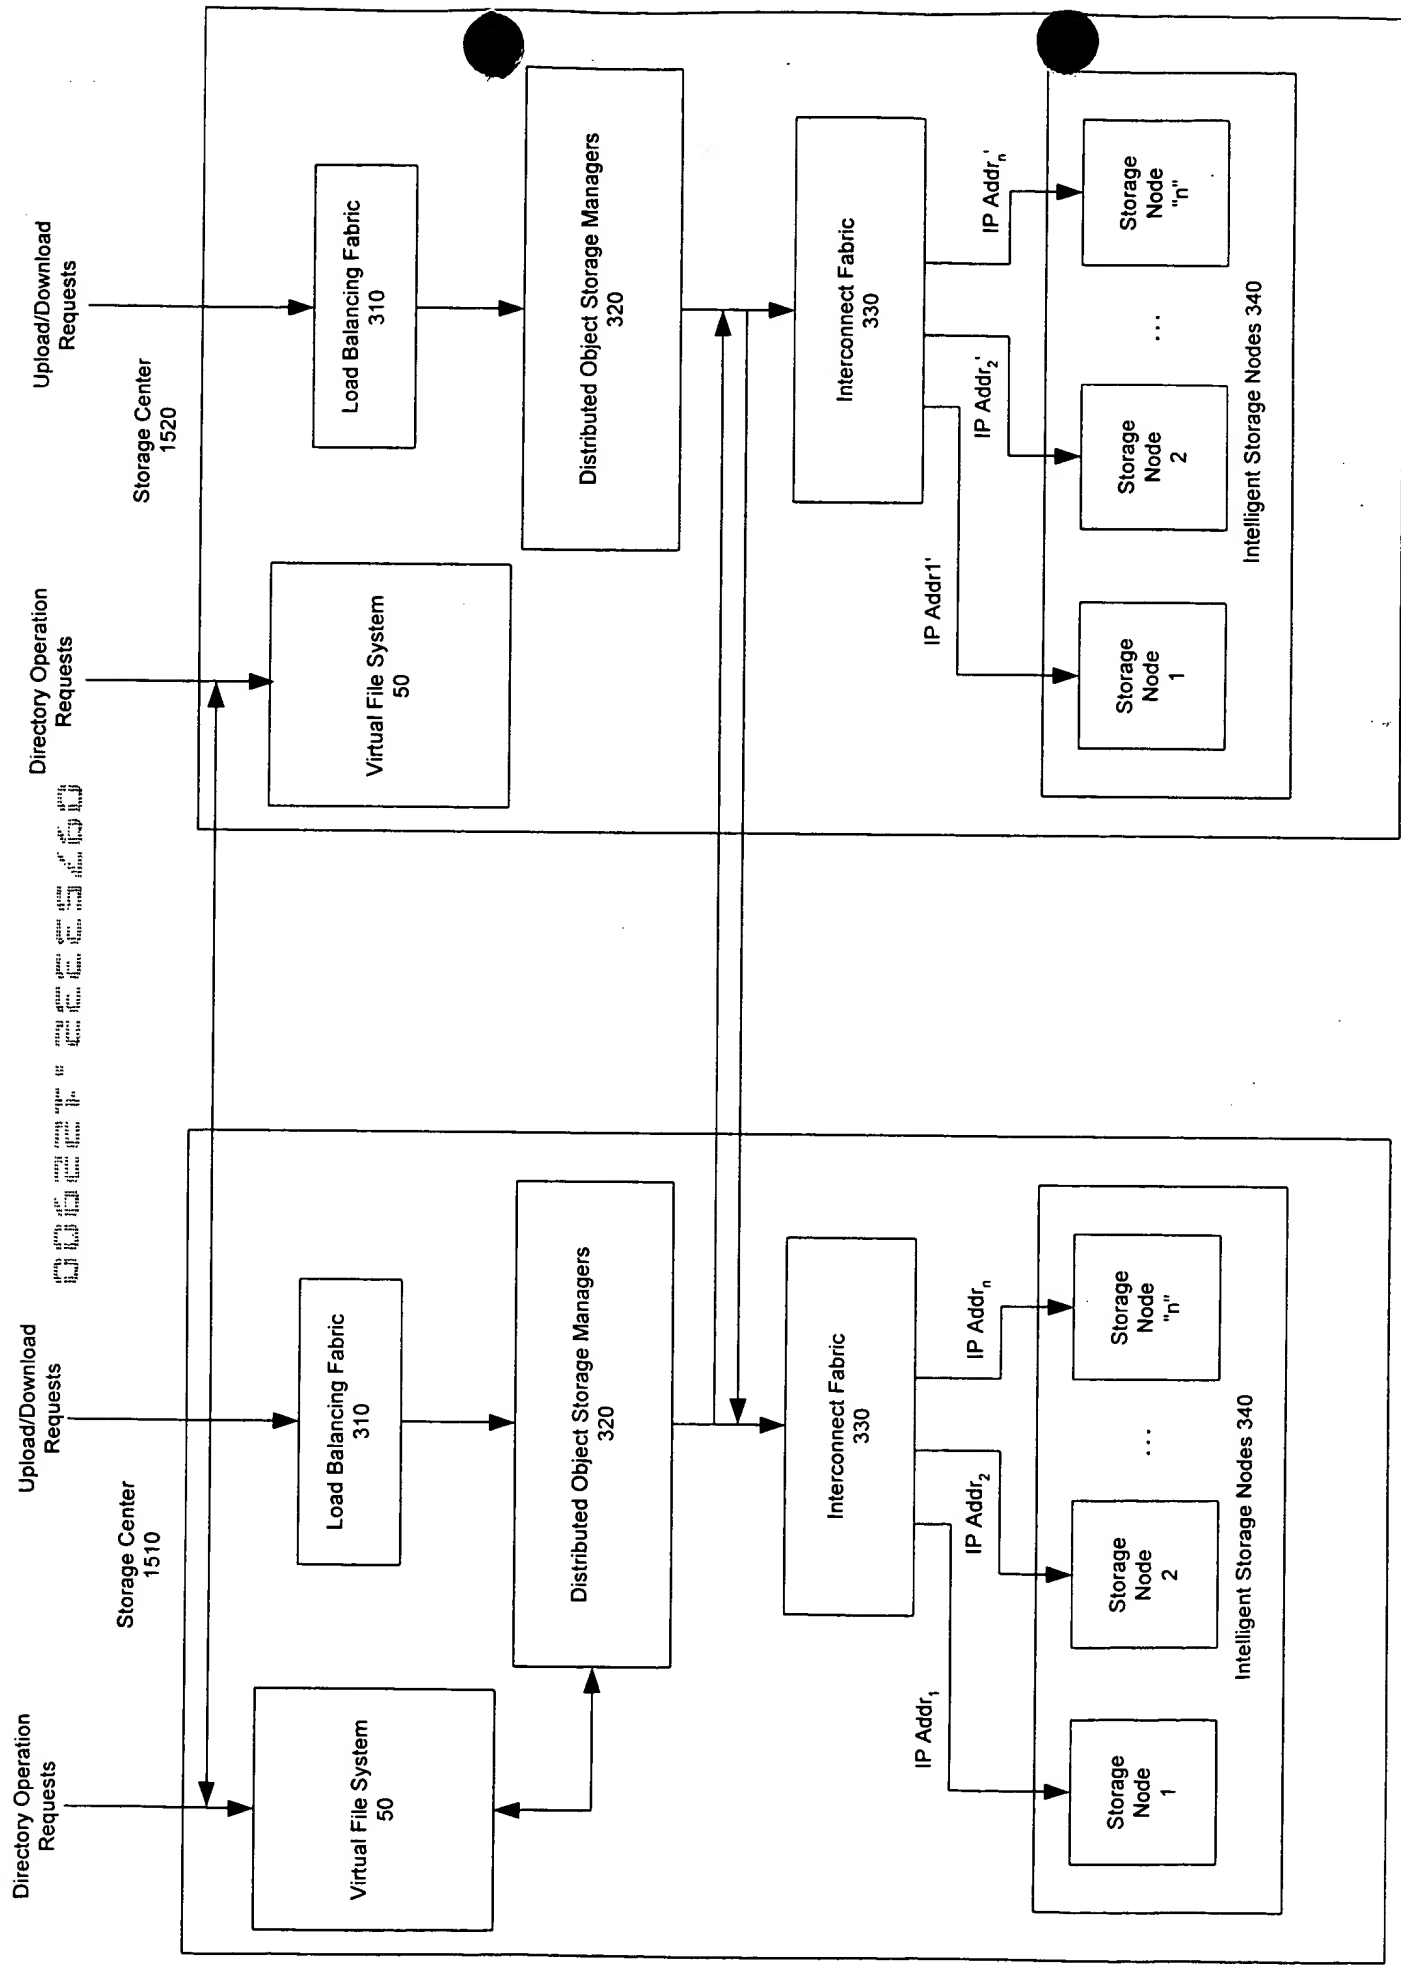 Directory Operation
Requests
Upload/Download
Requests
Storage Center
1510
Virtual File System
50
Load Balancing Fabric
310
Distributed Object Storage Managers
320
Interconnect Fabric
330
IP Addr1
IP Addr2
IP Addrn
Storage
Node
1
Storage
Node
2
...
Storage
Node
"n"
Intelligent Storage Nodes 340
Directory Operation
Requests
Upload/Download
Requests
Storage Center
1520
Virtual File System
50
Load Balancing Fabric
310
Distributed Object Storage Managers
320
Interconnect Fabric
330
IP Addr1'
IP Addr2'
IP Addrn'
Storage
Node
1
Storage
Node
2
...
Storage
Node
"n"
Intelligent Storage Nodes 340